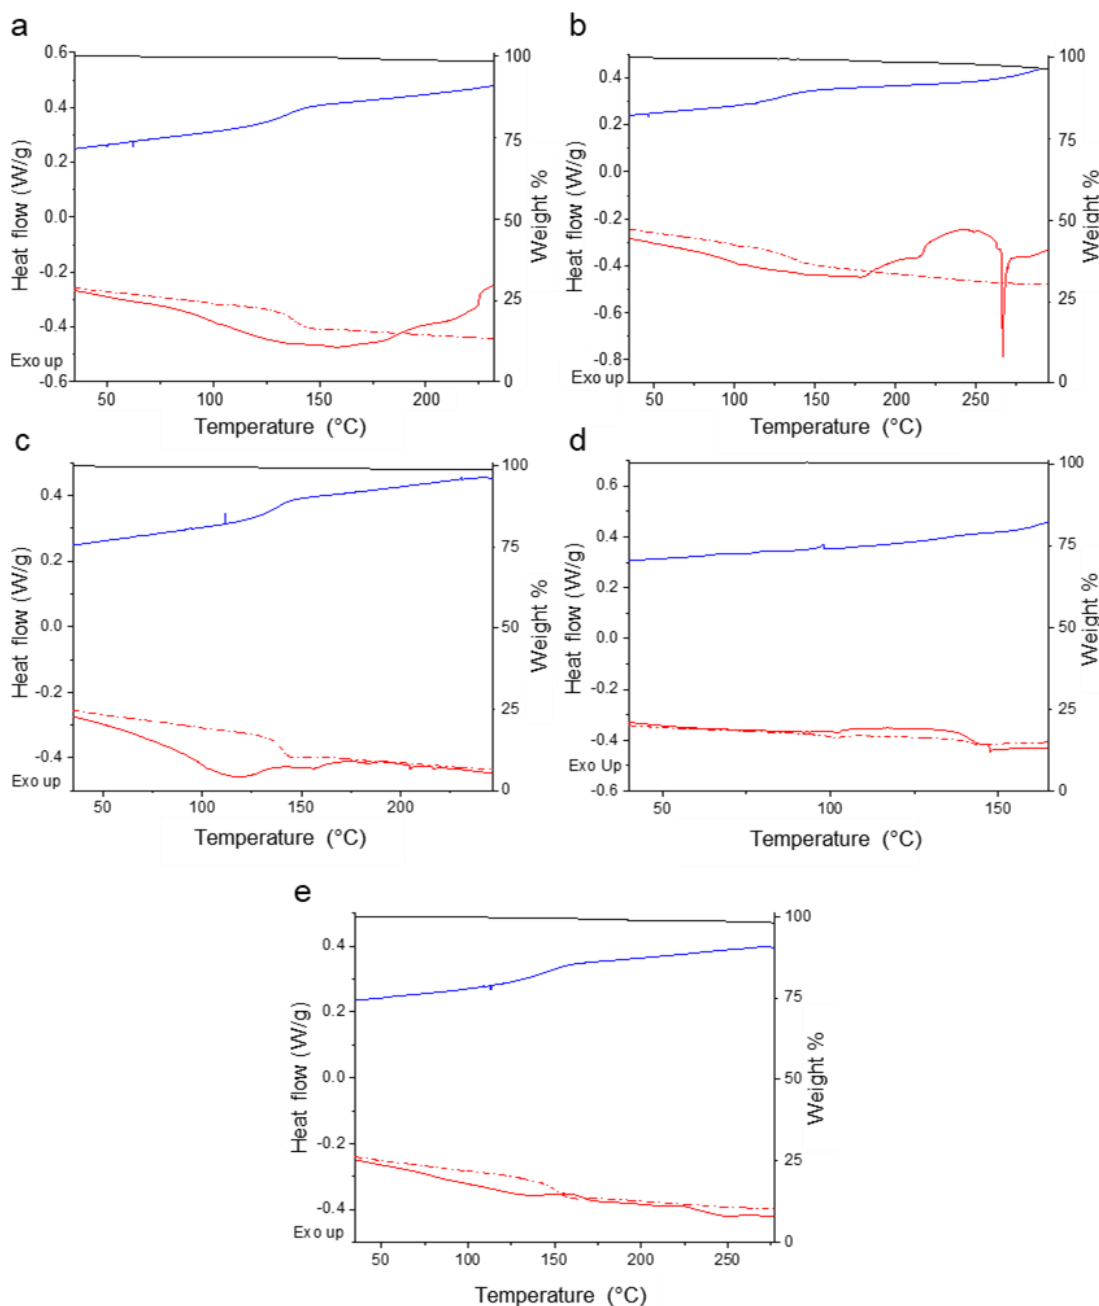 a
0.6
0.4
0.2
0.0
-0.2
-0.4
-0.6
Heat flow (W/g)
Exo up
100
75
50
25
0
Weight %
50 100 150 200
Temperature (°C)
b
0.4
0.2
0.0
-0.2
-0.4
-0.6
-0.8
Heat flow (W/g)
Exo up
100
75
50
25
0
Weight %
50 100 150 200 250
Temperature (°C)
c
0.4
0.2
0.0
-0.2
-0.4
Heat flow (W/g)
Exo up
100
75
50
25
0
Weight %
50 100 150 200
Temperature (°C)
d
0.6
0.4
0.2
0.0
-0.2
-0.4
-0.6
Heat flow (W/g)
Exo Up
100
75
50
25
0
Weight %
50 100 150
Temperature (°C)
e
0.4
0.2
0.0
-0.2
-0.4
Heat flow (W/g)
Exo up
100
75
50
25
0
Weight %
50 100 150 200 250
Temperature (°C)